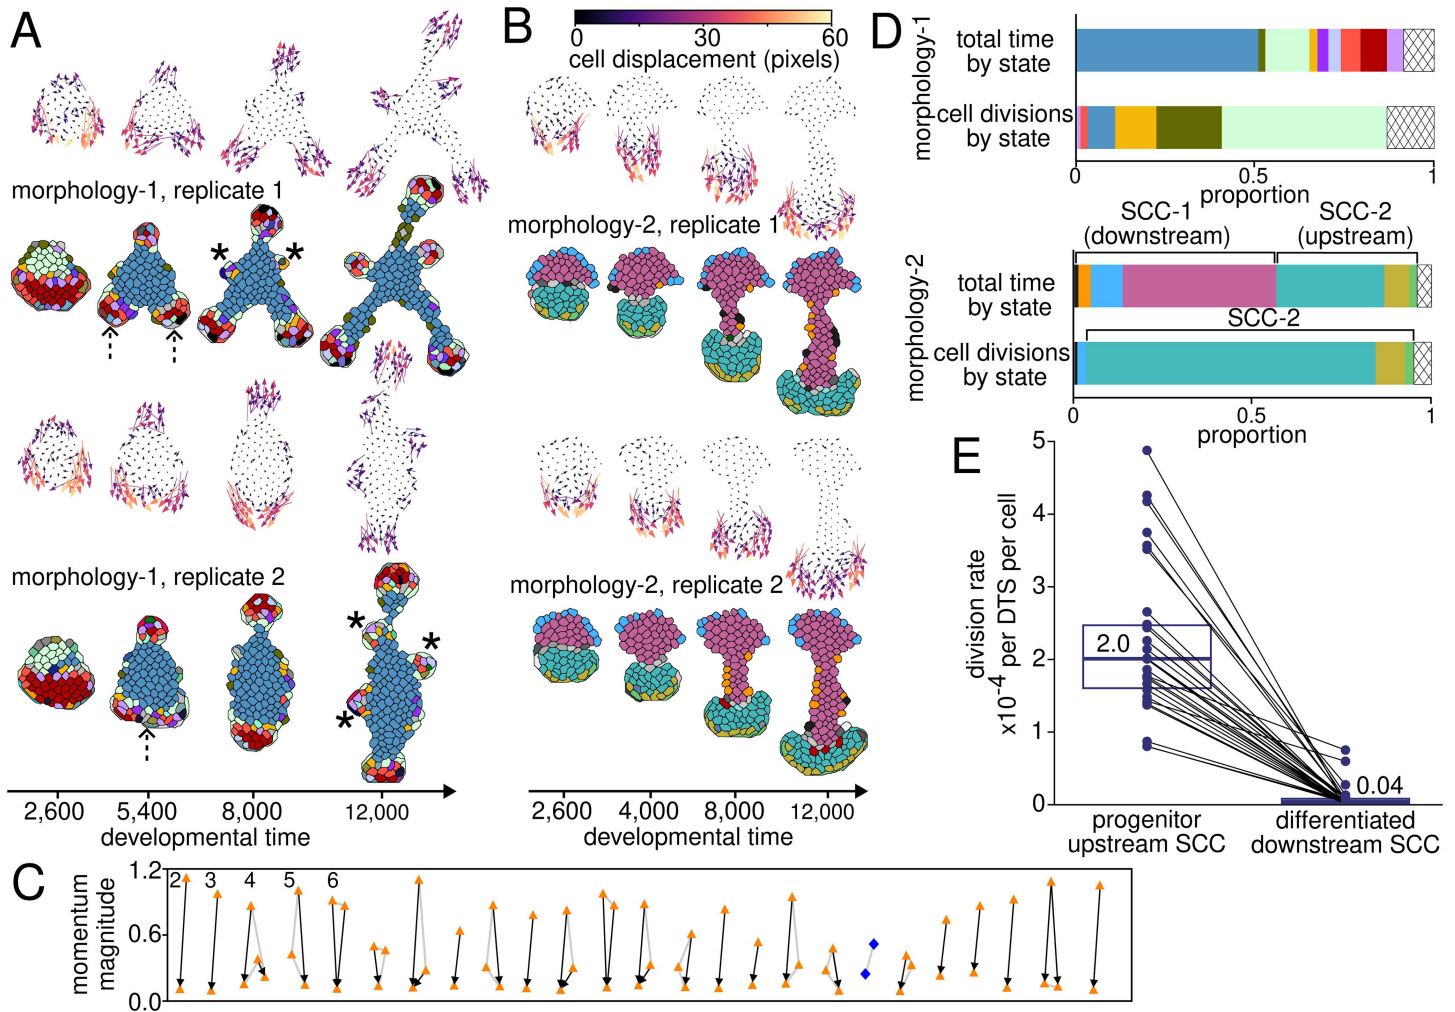 A
B
0 30 60
cell displacement (pixels)
morphology-1, replicate 1
*
*
morphology-1, replicate 2
*
*
*
2,600 5,400 8,000 12,000
developmental time
morphology-2, replicate 1
morphology-2, replicate 2
2,600 4,000 8,000 12,000
developmental time
C
momentum
magnitude
1.2
0.6
0.0
2 3 4 5 6
D
morphology-1
total time
by state
cell divisions
by state
0 0.5 1
proportion
SCC-1
(downstream)
SCC-2
(upstream)
morphology-2
total time
by state
SCC-2
cell divisions
by state
0 0.5 1
proportion
E
division rate
x10-4 per DTS per cell
5
4
3
2
1
0
2.0
0.04
progenitor
upstream SCC
differentiated
downstream SCC